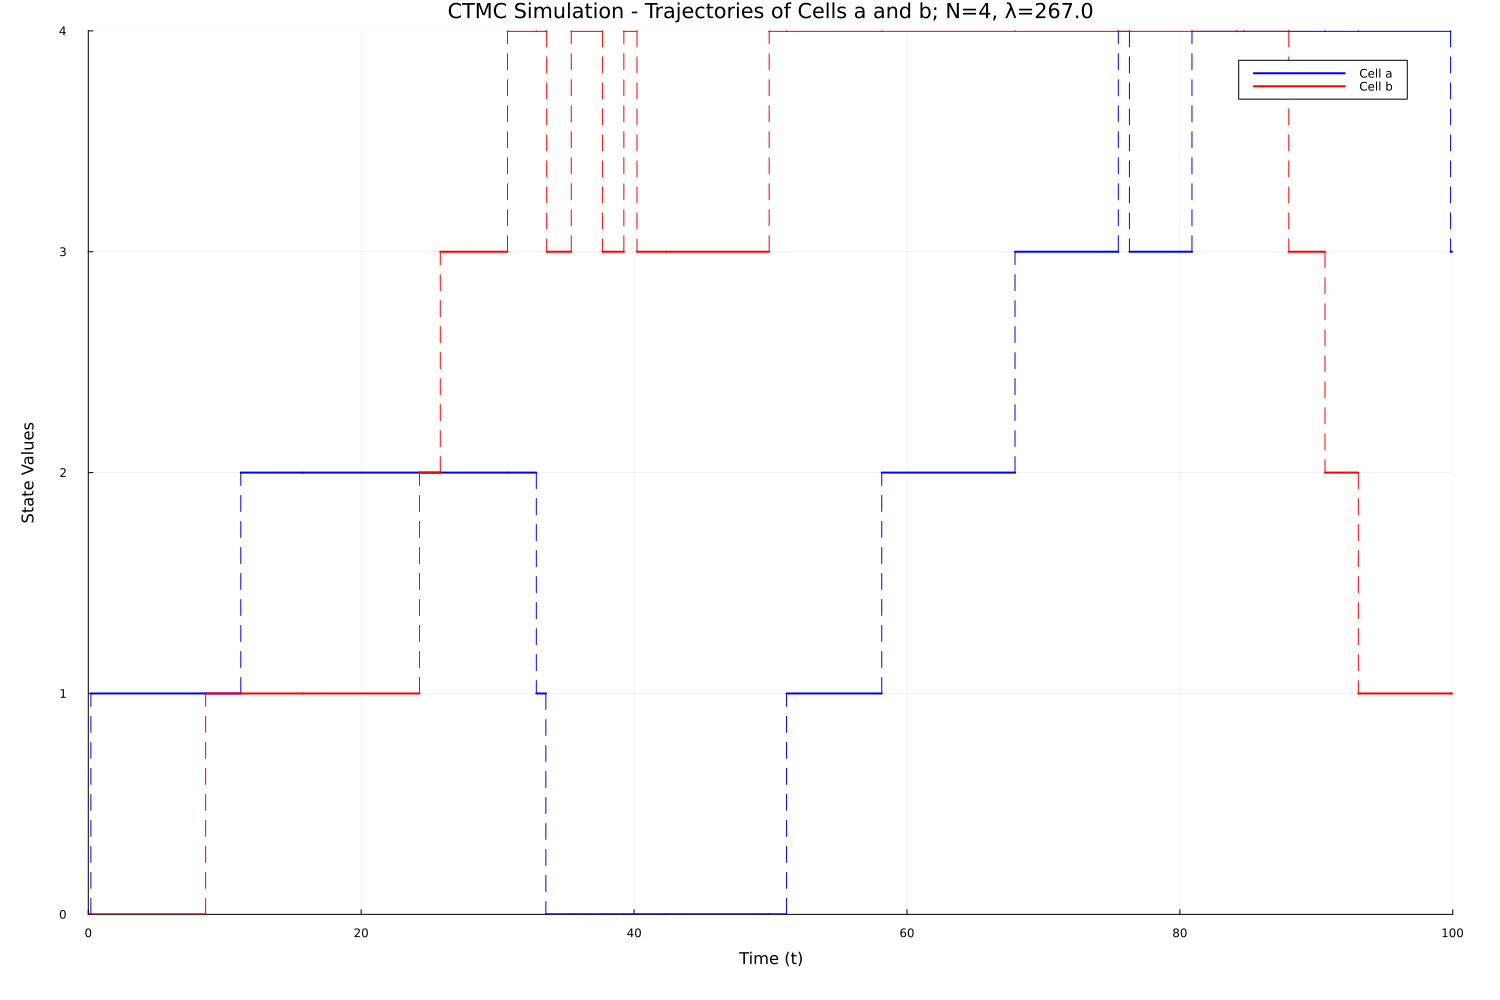 CTMC Simulation - Trajectories of Cells a and b; N=4, λ=267.0
4
Cell a
Cell b
3
State Values
2
1
0
0 20 40 60 80 100
Time (t)